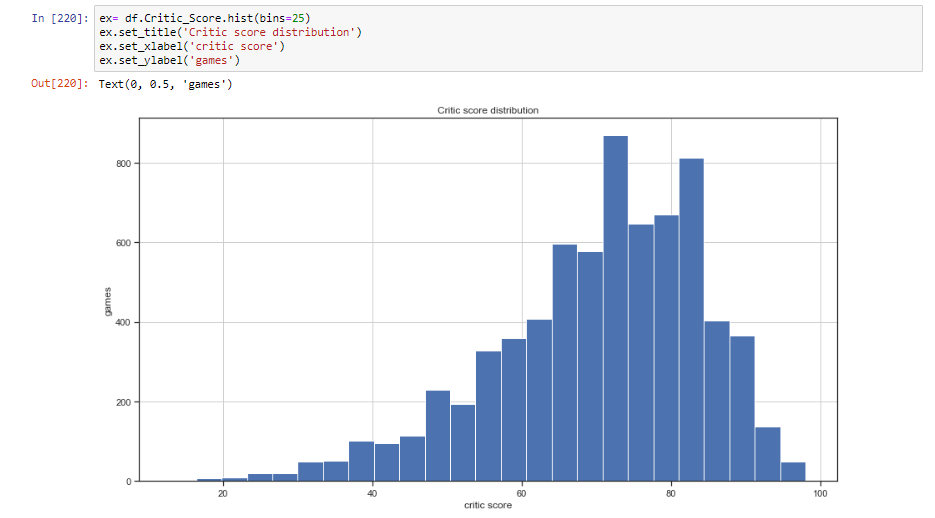 In [220]: ex= df.Critic_Score.hist(bins=25)
ex.set_title('Critic score distribution')
ex.set_xlabel('critic score')
ex.set_ylabel('games')
Out[220]: Text(0, 0.5, 'games')
Critic score distribution
800
600
400
200
0
games
20 40 60 80 100
critic score